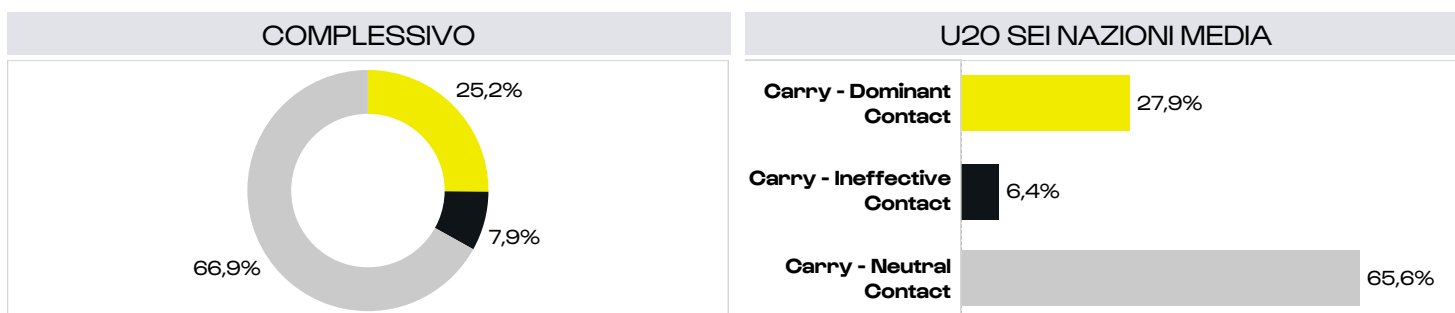 COMPLESSIVO
25,2%
7,9%
66,9%
U20 SEI NAZIONI MEDIA
Carry - Dominant
Contact
27,9%
Carry - Ineffective
Contact
6,4%
Carry - Neutral
Contact
65,6%